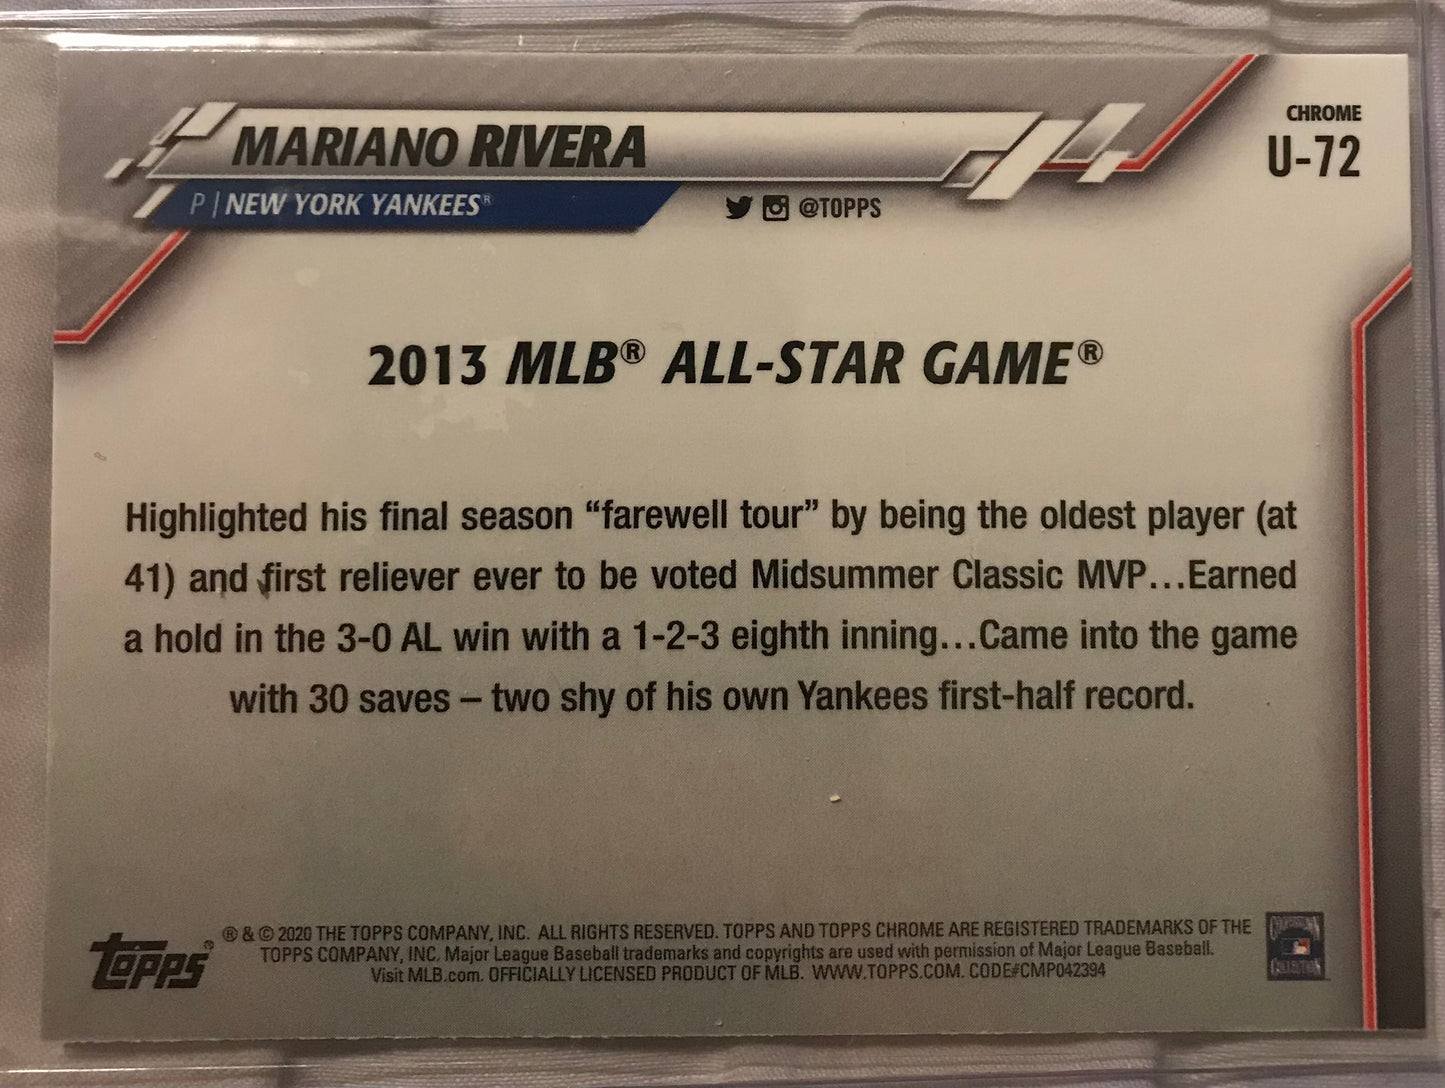 CHROME
U-72
MARIANO RIVERA
P | NEW YORK YANKEES®
@TOPPS
2013 MLB® ALL-STAR GAME®
Highlighted his final season “farewell tour” by being the oldest player (at
41) and first reliever ever to be voted Midsummer Classic MVP...Earned
a hold in the 3-0 AL win with a 1-2-3 eighth inning...Came into the game
with 30 saves – two shy of his own Yankees first-half record.
Topps®
® & © 2020 THE TOPPS COMPANY, INC. ALL RIGHTS RESERVED. TOPPS AND TOPPS CHROME ARE REGISTERED TRADEMARKS OF THE
TOPPS COMPANY, INC. Major League Baseball trademarks and copyrights are used with permission of Major League Baseball.
Visit MLB.com. OFFICIALLY LICENSED PRODUCT OF MLB. WWW.TOPPS.COM. CODE#CMP042394
COOPERSTOWN
COLLECTION